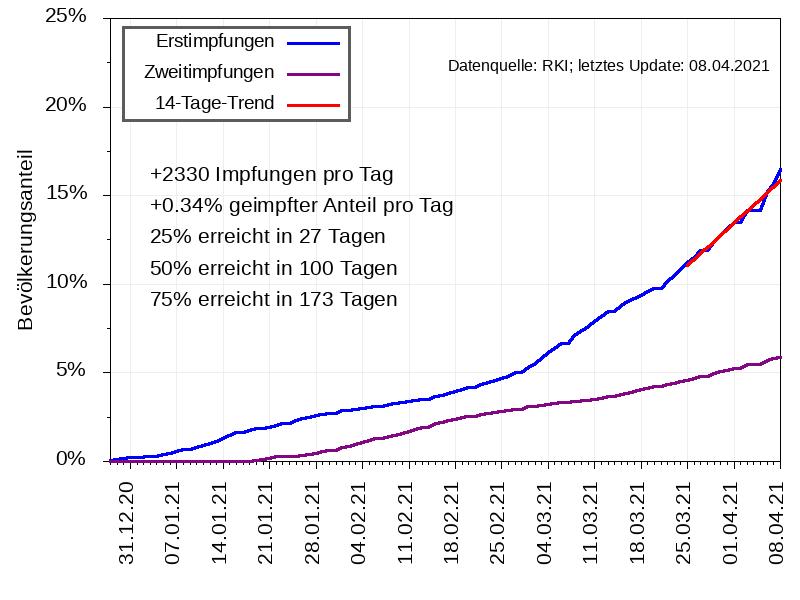 25%
20%
15%
10%
5%
0%
Bevölkerungsanteil
Erstimpfungen
Zweitimpfungen
14-Tage-Trend
Datenquelle: RKI; letztes Update: 08.04.2021
+2330 Impfungen pro Tag
+0.34% geimpfter Anteil pro Tag
25% erreicht in 27 Tagen
50% erreicht in 100 Tagen
75% erreicht in 173 Tagen
31.12.20
07.01.21
14.01.21
21.01.21
28.01.21
04.02.21
11.02.21
18.02.21
25.02.21
04.03.21
11.03.21
18.03.21
25.03.21
01.04.21
08.04.21